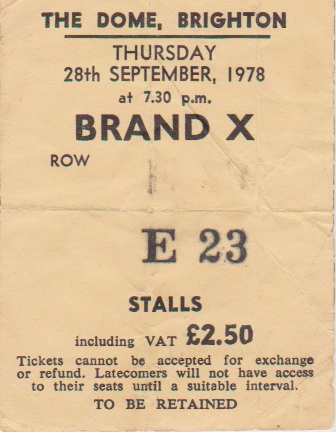 THE DOME, BRIGHTON
THURSDAY
28th SEPTEMBER, 1978
at 7.30 p.m.
BRAND X
ROW
E 23
STALLS
including VAT £2.50
Tickets cannot be accepted for exchange
or refund. Latecomers will not have access
to their seats until a suitable interval.
TO BE RETAINED